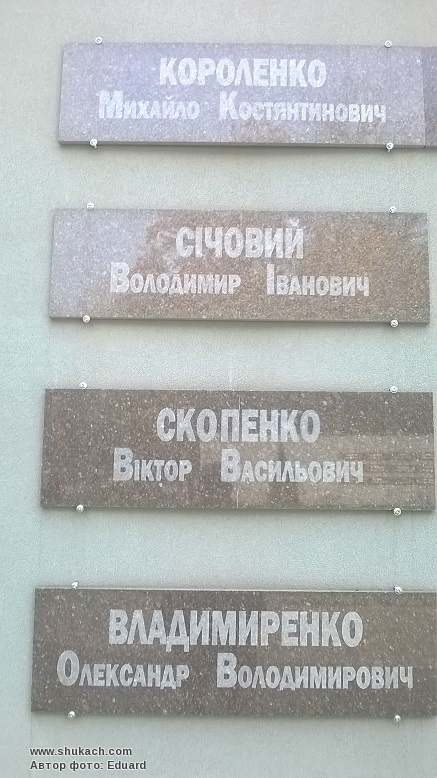 КОРОЛЕНКО
Михайло Костянтинович
СІЧОВИЙ
Володимир Іванович
СКОПЕНКО
Віктор Васильович
ВЛАДИМИРЕНКО
Олександр Володимирович
www.shukach.com
Автор фото: Eduard